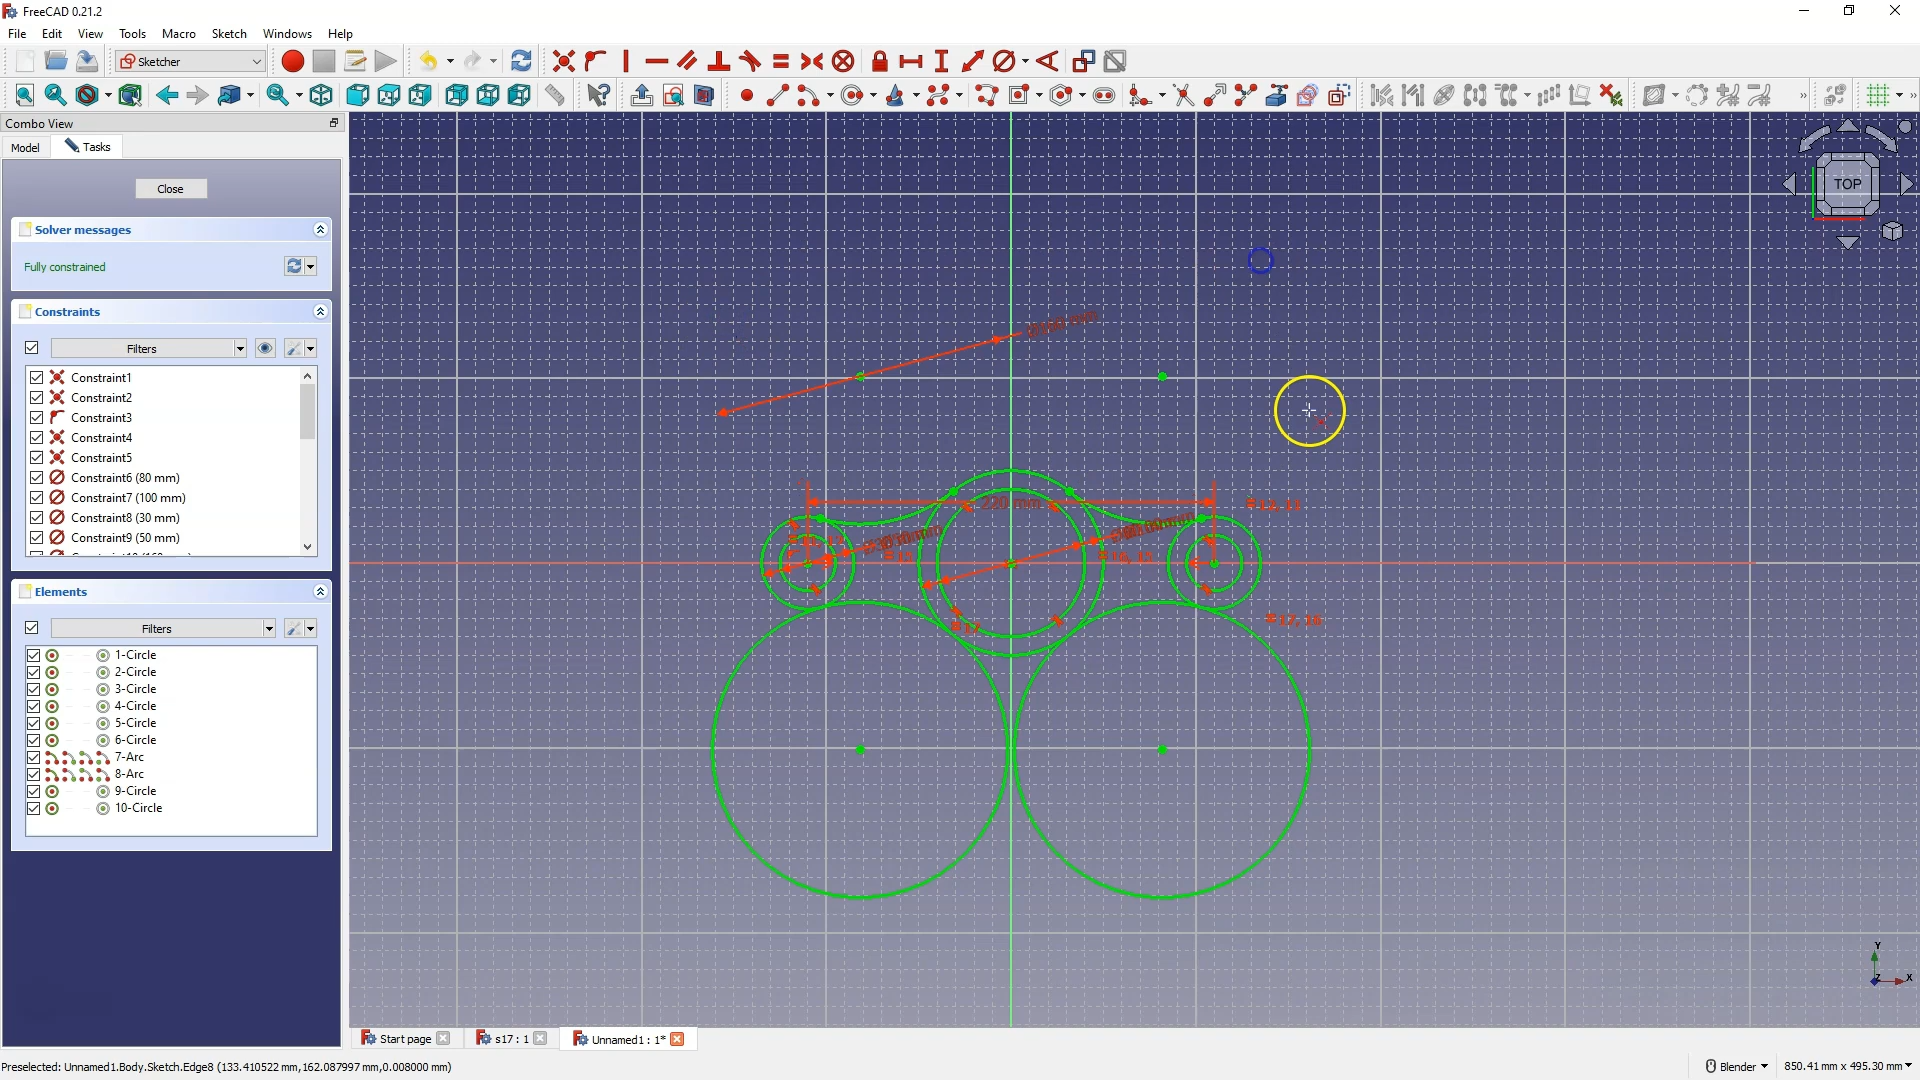 FreeCAD 0.21.2
File Edit View Tools Macro Sketch Windows Help
Sketcher
Combo View
Model Tasks
Close
Solver messages
Fully constrained
Constraints
Filters
Constraint1
Constraint2
Constraint3
Constraint4
Constraint5
Constraint6 (80 mm)
Constraint7 (100 mm)
Constraint8 (30 mm)
Constraint9 (50 mm)
Elements
Filters
1-Circle
2-Circle
3-Circle
4-Circle
5-Circle
6-Circle
7-Arc
8-Arc
9-Circle
10-Circle
TOP
220 mm
Y
Z X
Start page s17 : 1 Unnamed1 : 1*
Preselected: Unnamed1.Body.Sketch.Edge8 (133.410522 mm,162.087997 mm,0.008000 mm)
Blender 850.41 mm x 495.30 mm